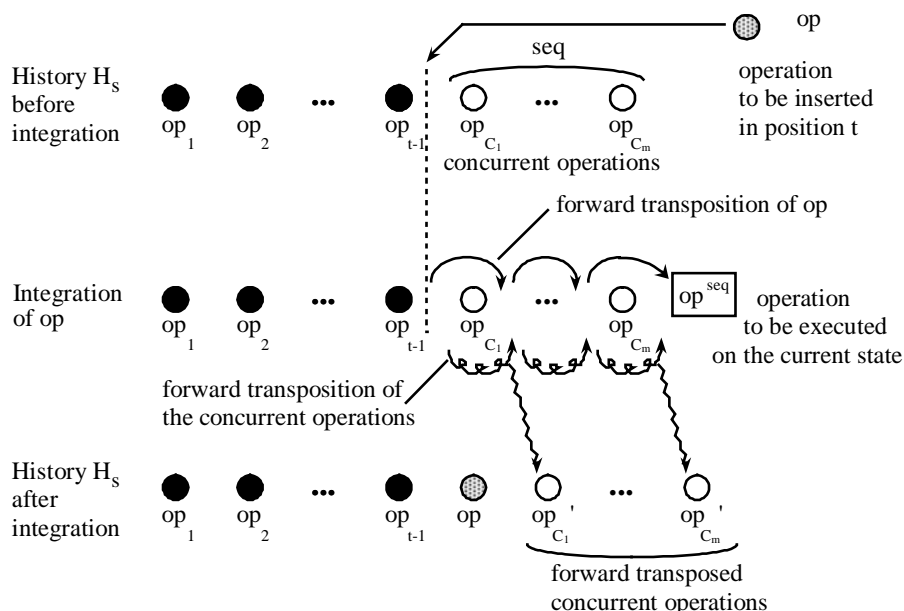 op
seq
History H_s
before
integration
operation
to be inserted
in position t
...
...
op_1
op_2
op_t-1
op_C_1
op_C_m
concurrent operations
forward transposition of op
Integration
of op
...
...
op^seq
op_1
op_2
op_t-1
op_C_1
op_C_m
operation
to be executed
on the current state
forward transposition of
the concurrent operations
History H_s
after
integration
...
...
op_1
op_2
op_t-1
op
op_C_1'
op_C_m'
forward transposed
concurrent operations